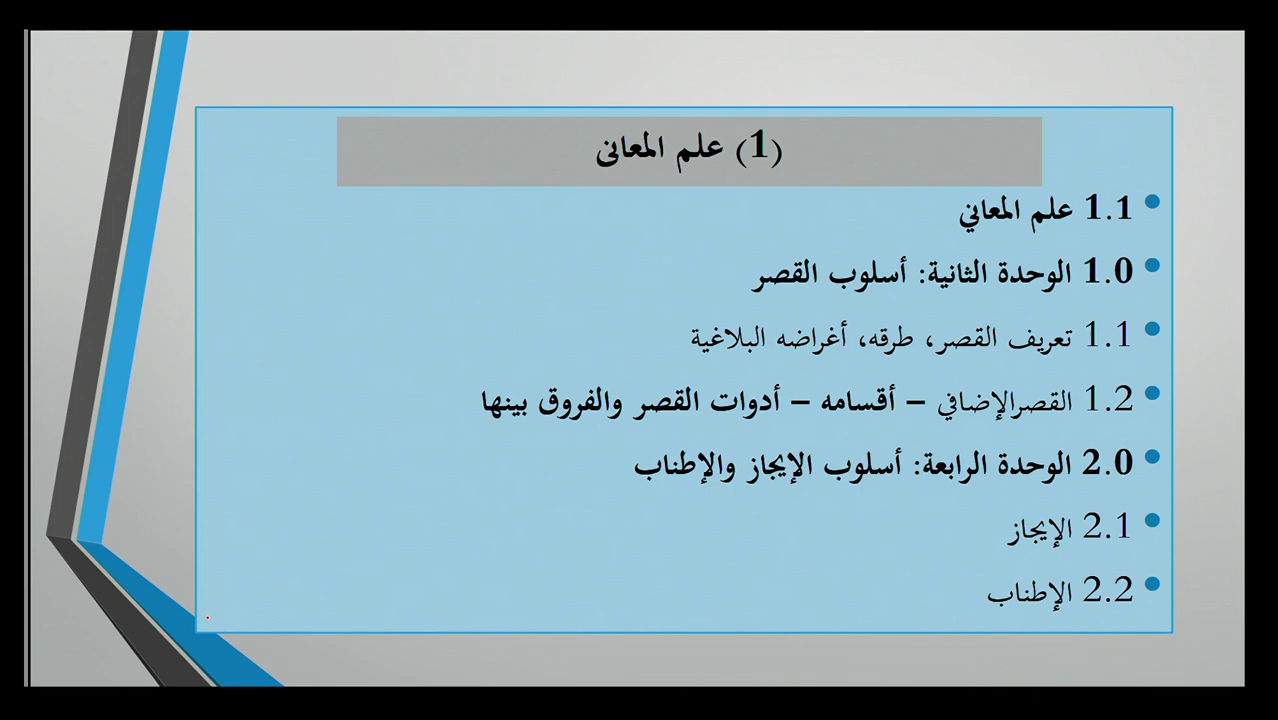 (1) علم المعانى
1.1 علم المعاني
1.0 الوحدة الثانية: أسلوب القصر
1.1 تعريف القصر، طرقه، أغراضه البلاغية
1.2 القصرالإضافي – أقسامه – أدوات القصر والفروق بينها
2.0 الوحدة الرابعة: أسلوب الإيجاز والإطناب
2.1 الإيجاز
2.2 الإطناب